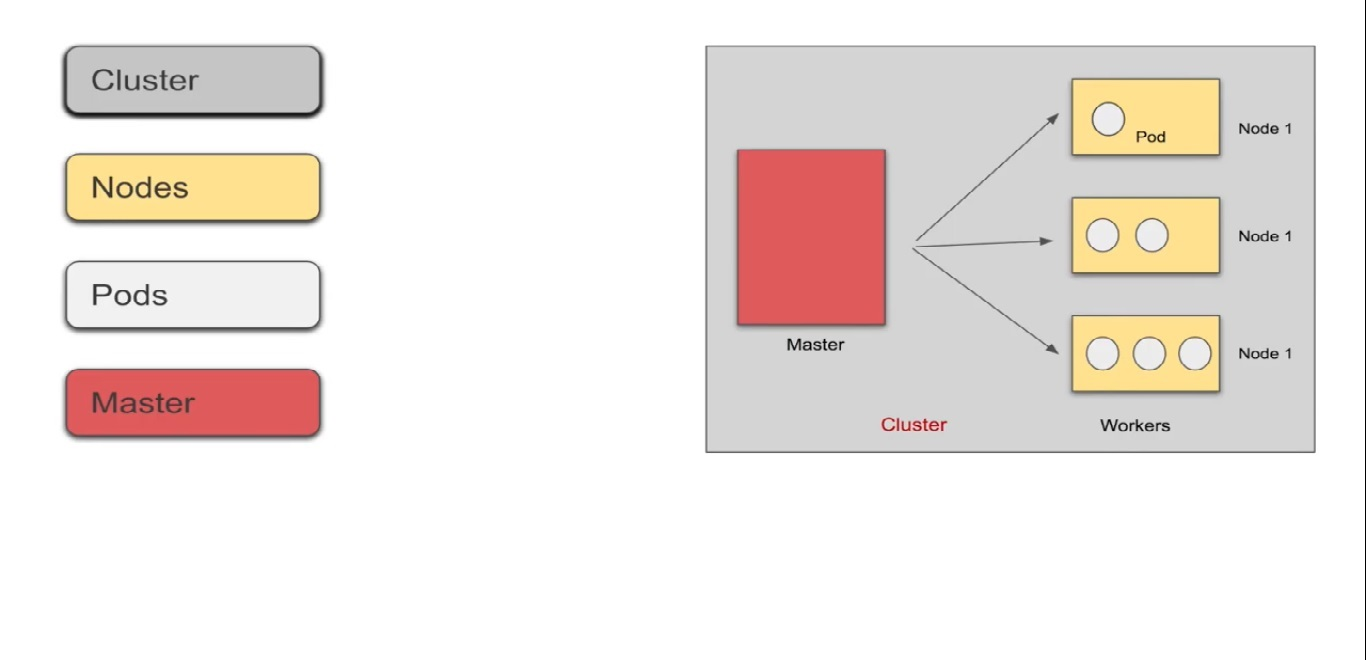 Cluster
Nodes
Pods
Master
Pod
Node 1
Node 1
Node 1
Master
Cluster
Workers